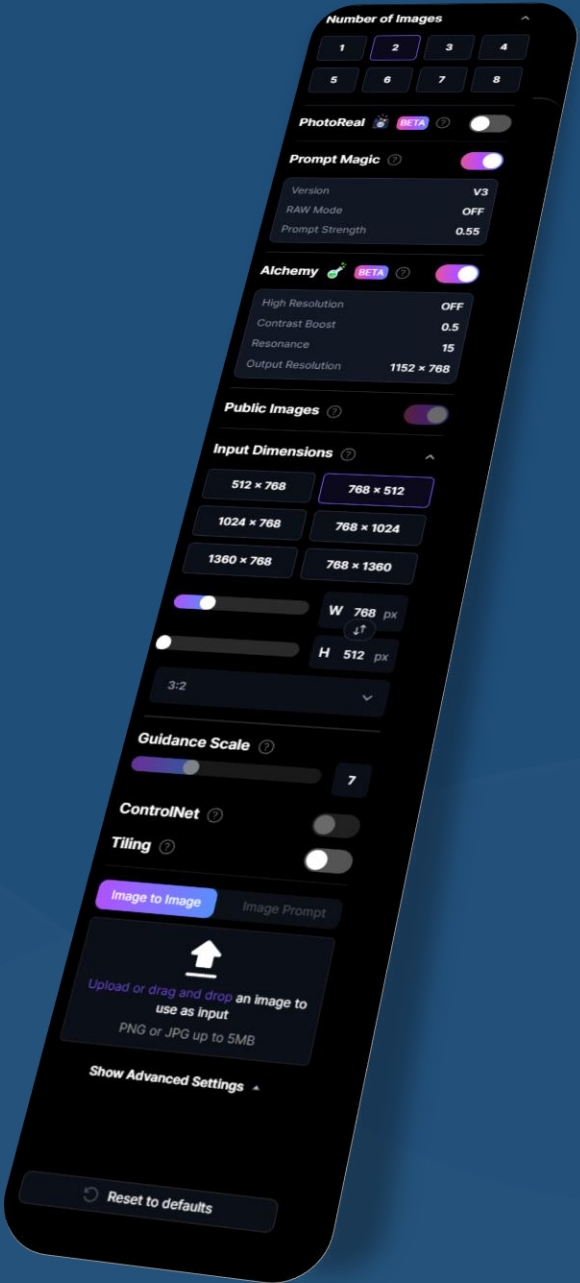 Number of Images
1 2 3 4
5 6 7 8
PhotoReal BETA ?
Prompt Magic ?
Version V3
RAW Mode OFF
Prompt Strength 0.55
Alchemy BETA ?
High Resolution OFF
Contrast Boost 0.5
Resonance 15
Output Resolution 1152 × 768
Public Images ?
Input Dimensions ?
512 × 768 768 × 512
1024 × 768 768 × 1024
1360 × 768 768 × 1360
W 768 px
H 512 px
3:2
Guidance Scale ?
7
ControlNet ?
Tiling ?
Image to Image Image Prompt
Upload or drag and drop an image to
use as input
PNG or JPG up to 5MB
Show Advanced Settings
Reset to defaults